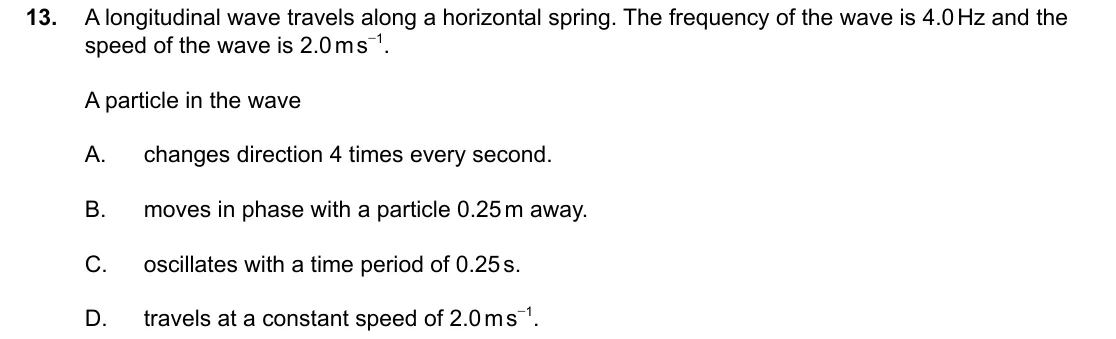 13. A longitudinal wave travels along a horizontal spring. The frequency of the wave is 4.0 Hz and the
speed of the wave is 2.0 m s⁻¹.
A particle in the wave
A. changes direction 4 times every second.
B. moves in phase with a particle 0.25 m away.
C. oscillates with a time period of 0.25 s.
D. travels at a constant speed of 2.0 m s⁻¹.